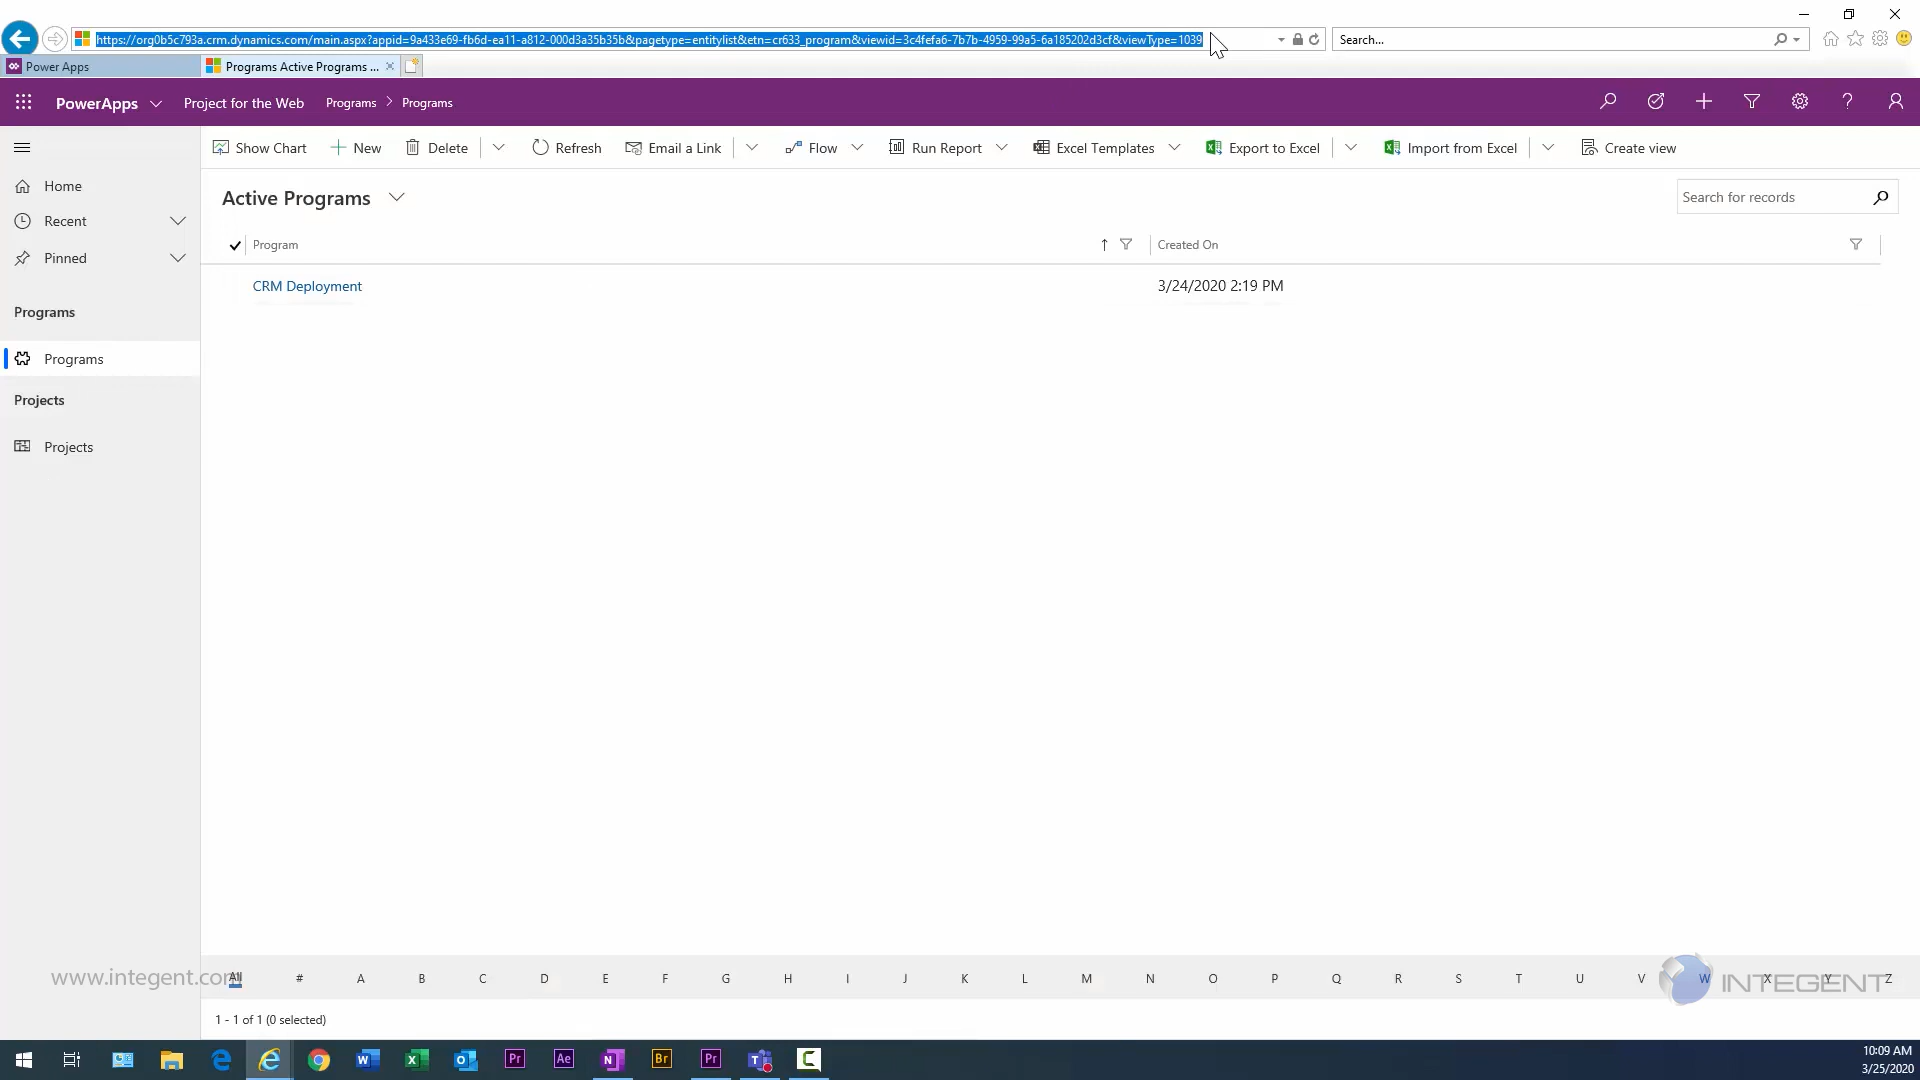 https://org0b5c793a.crm.dynamics.com/main.aspx?appid=9a433e69-fb6d-ea11-a812-000d3a35b35b&pagetype=entitylist&etn=cr633_program&viewid=3c4fefa6-7b7b-4959-99a5-6a185202d3cf&viewType=1039
Search...
Power Apps
Programs Active Programs ...
PowerApps
Project for the Web
Programs > Programs
Show Chart
New
Delete
Refresh
Email a Link
Flow
Run Report
Excel Templates
Export to Excel
Import from Excel
Create view
Home
Recent
Pinned
Programs
Programs
Projects
Projects
Active Programs
Search for records
Program
Created On
CRM Deployment
3/24/2020 2:19 PM
www.integent.com
All # A B C D E F G H I J K L M N O P Q R S T U V W X Y Z
INTEGENT
1 - 1 of 1 (0 selected)
10:09 AM
3/25/2020